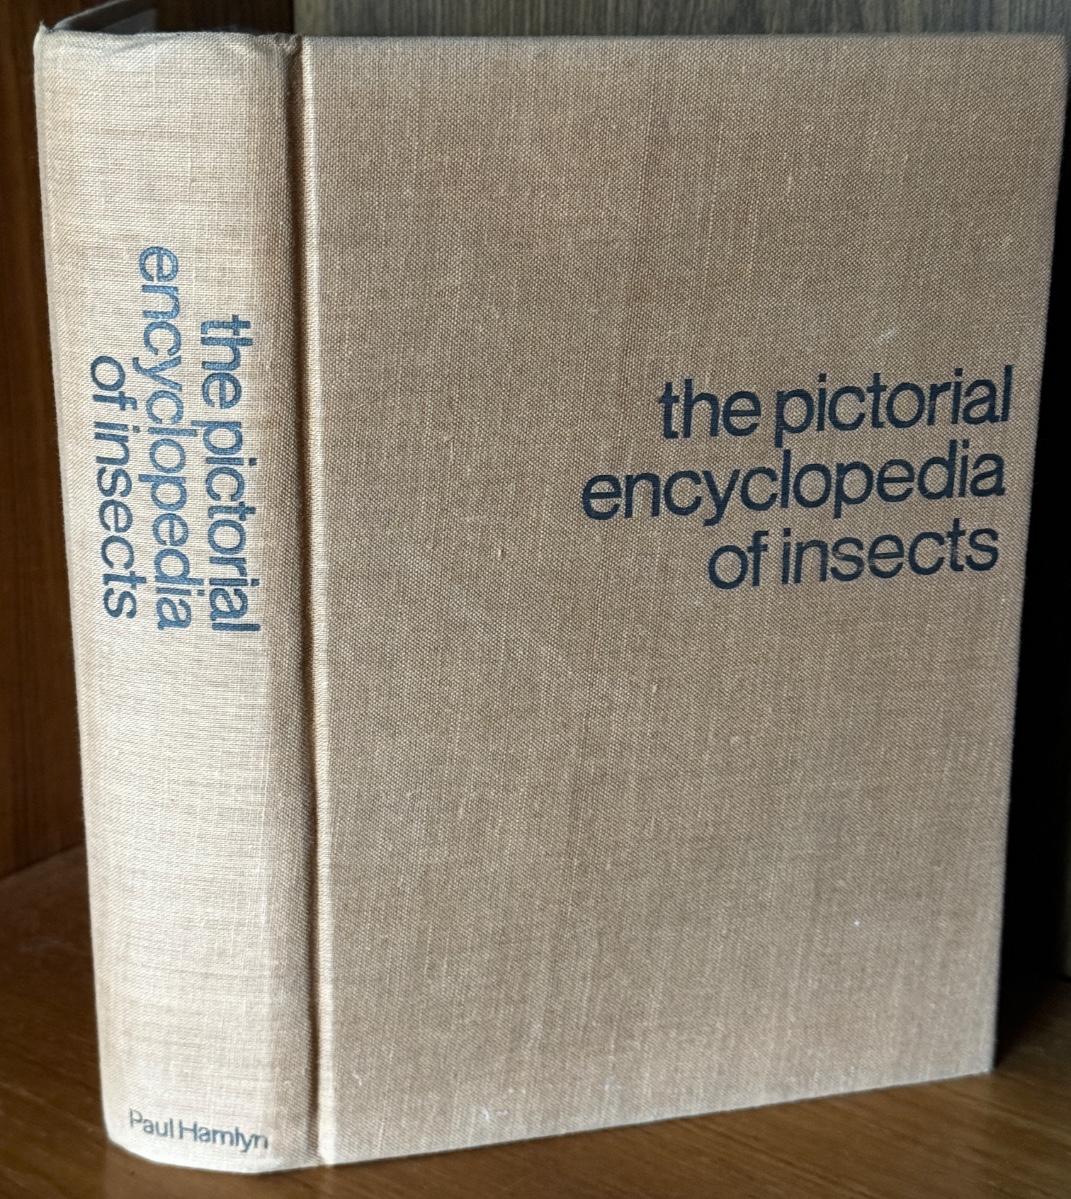 the pictorial
encyclopedia
of insects
Paul Hamlyn
the pictorial
encyclopedia
of insects